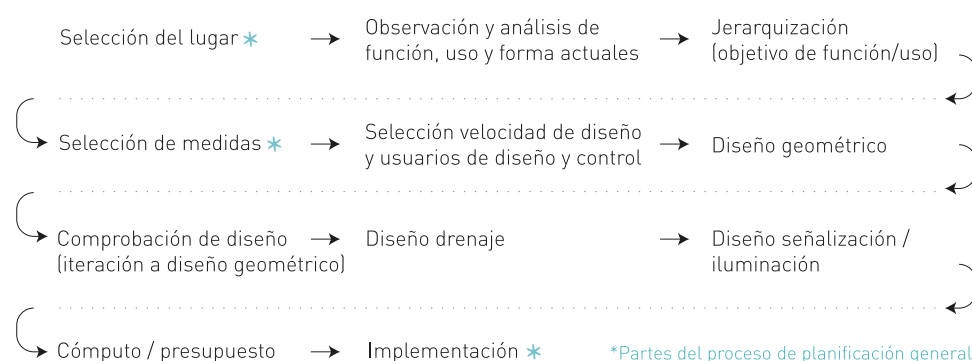 Selección del lugar * → Observación y análisis de → Jerarquización
función, uso y forma actuales (objetivo de función/uso)
Selección de medidas * → Selección velocidad de diseño → Diseño geométrico
y usuarios de diseño y control
Comprobación de diseño → Diseño drenaje → Diseño señalización /
(iteración a diseño geométrico) iluminación
Cómputo / presupuesto → Implementación * *Partes del proceso de planificación general